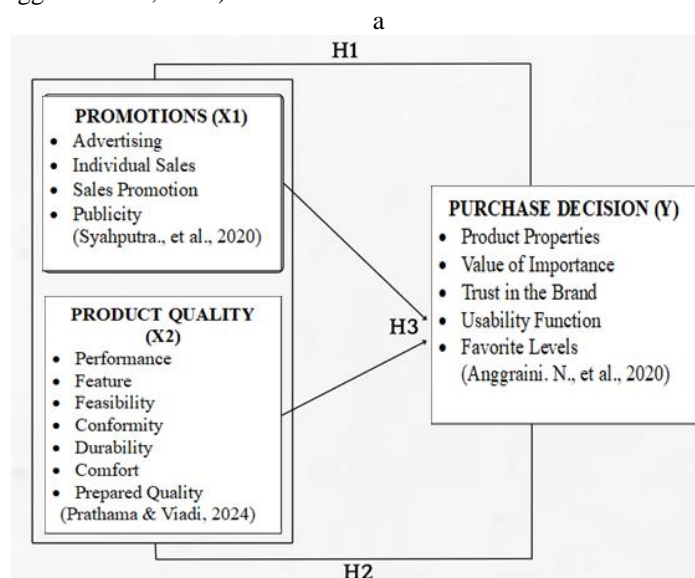 a
H1
PROMOTIONS (X1)
• Advertising
• Individual Sales
• Sales Promotion
• Publicity
(Syahputra., et al., 2020)
PURCHASE DECISION (Y)
• Product Properties
• Value of Importance
• Trust in the Brand
• Usability Function
• Favorite Levels
(Anggraini. N., et al., 2020)
H3
PRODUCT QUALITY
(X2)
• Performance
• Feature
• Feasibility
• Conformity
• Durability
• Comfort
• Prepared Quality
(Prathama & Viadi, 2024)
H2